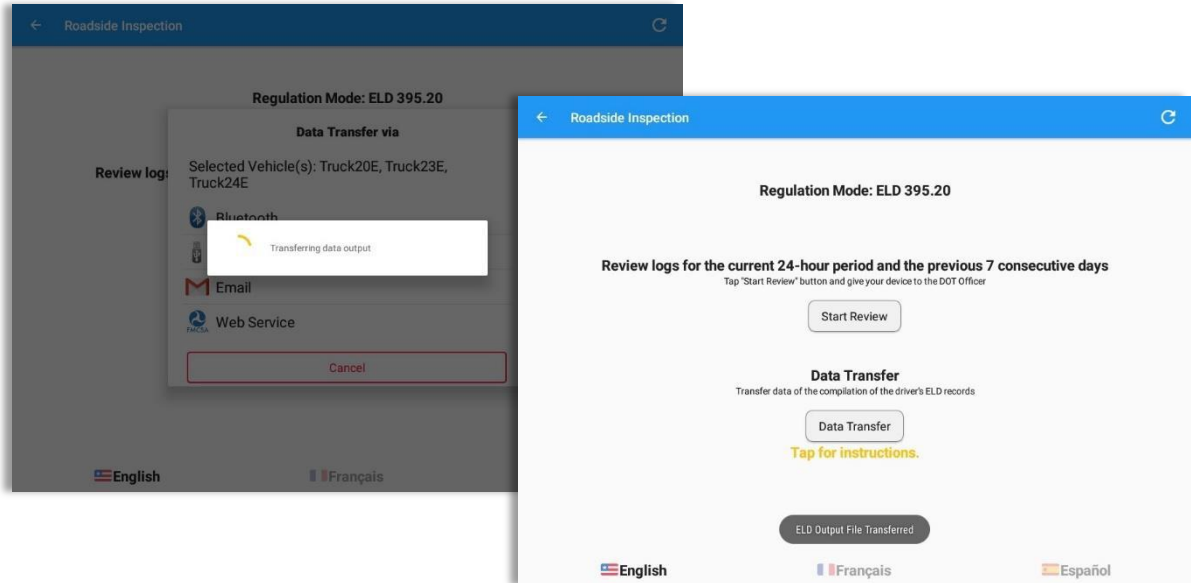 Roadside Inspection
Regulation Mode: ELD 395.20
Data Transfer via
Review logs
Selected Vehicle(s): Truck20E, Truck23E,
Truck24E
Bluetooth
Transferring data output
Email
FMCSA
Web Service
Cancel
English
Français
Roadside Inspection
Regulation Mode: ELD 395.20
Review logs for the current 24-hour period and the previous 7 consecutive days
Tap "Start Review" button and give your device to the DOT Officer
Start Review
Data Transfer
Transfer data of the compilation of the driver's ELD records
Data Transfer
Tap for instructions.
ELD Output File Transferred
English
Français
Español